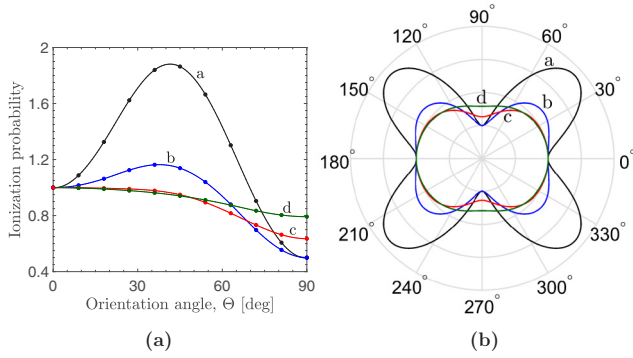 (a)
2
1.6
1.2
0.8
0.4
Ionization probability
0
30
60
90
Orientation angle, Θ [deg]
a
b
d
c
(a)
90°
120°
60°
150°
30°
180°
0°
210°
330°
240°
300°
270°
a
b
d
c
(b)